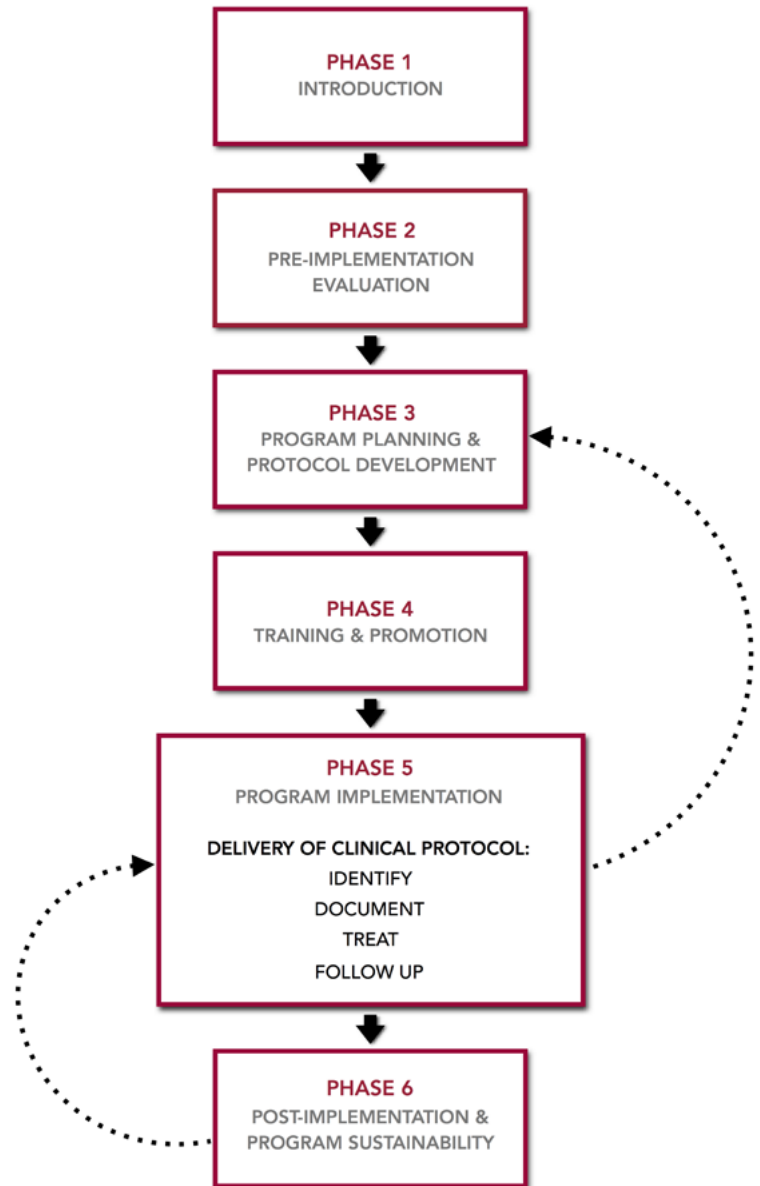 PHASE 1
INTRODUCTION
PHASE 2
PRE-IMPLEMENTATION
EVALUATION
PHASE 3
PROGRAM PLANNING &
PROTOCOL DEVELOPMENT
PHASE 4
TRAINING & PROMOTION
PHASE 5
PROGRAM IMPLEMENTATION
DELIVERY OF CLINICAL PROTOCOL:
IDENTIFY
DOCUMENT
TREAT
FOLLOW UP
PHASE 6
POST-IMPLEMENTATION &
PROGRAM SUSTAINABILITY